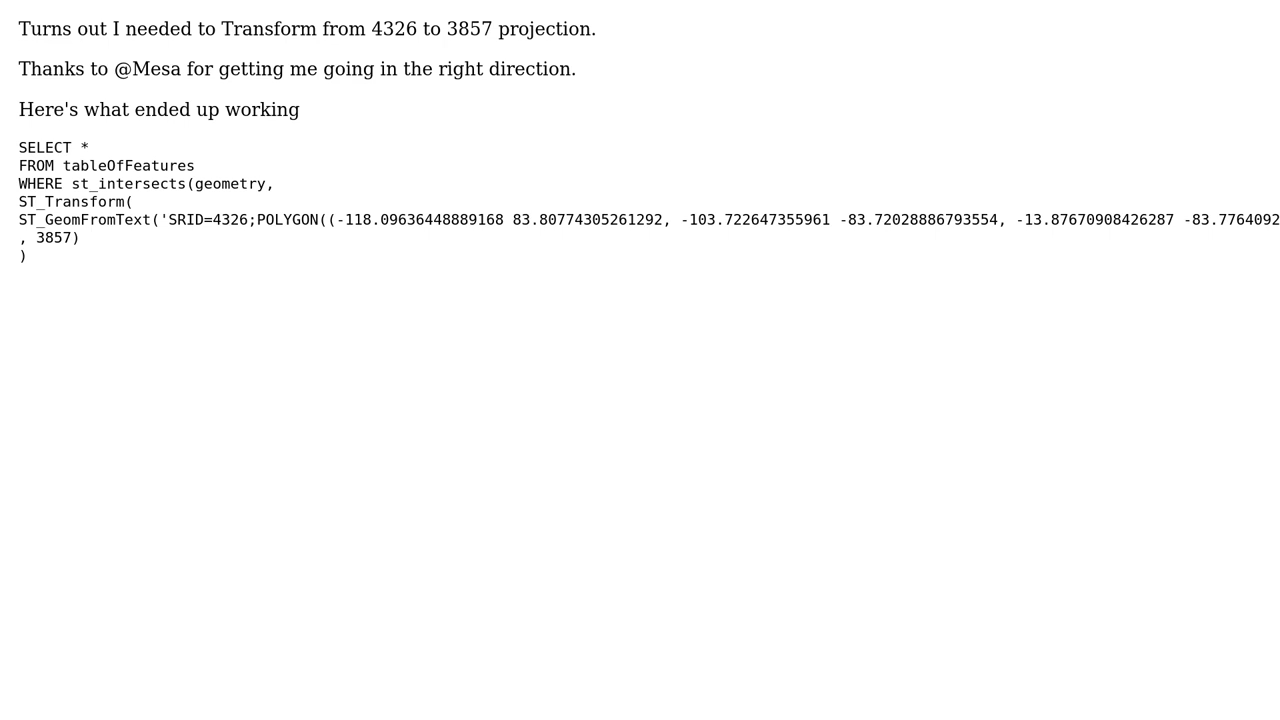 Turns out I needed to Transform from 4326 to 3857 projection.
Thanks to @Mesa for getting me going in the right direction.
Here's what ended up working
SELECT *
FROM tableOfFeatures
WHERE st_intersects(geometry,
ST_Transform(
ST_GeomFromText('SRID=4326;POLYGON((-118.09636448889168 83.80774305261292, -103.722647355961 -83.72028886793554, -13.87670908426287 -83.7764092
, 3857)
)